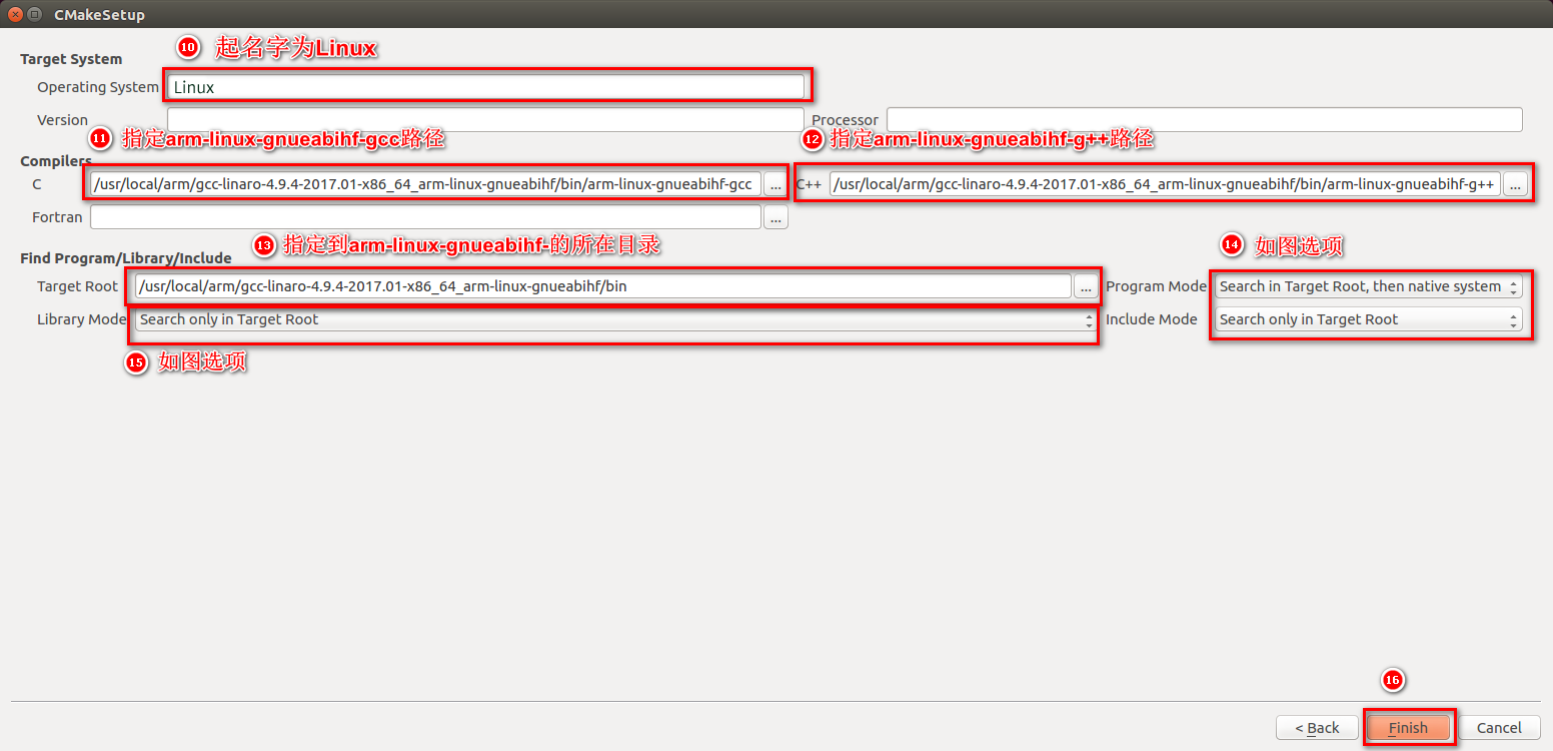 CMakeSetup
10 起名字为Linux
Target System
Operating System Linux
Version Processor
11 指定arm-linux-gnueabihf-gcc路径 12 指定arm-linux-gnueabihf-g++路径
Compilers
C /usr/local/arm/gcc-linaro-4.9.4-2017.01-x86_64_arm-linux-gnueabihf/bin/arm-linux-gnueabihf-gcc ... C++ /usr/local/arm/gcc-linaro-4.9.4-2017.01-x86_64_arm-linux-gnueabihf/bin/arm-linux-gnueabihf-g++ ...
Fortran ...
13 指定到arm-linux-gnueabihf-的所在目录 14 如图选项
Find Program/Library/Include
Target Root /usr/local/arm/gcc-linaro-4.9.4-2017.01-x86_64_arm-linux-gnueabihf/bin ... Program Mode Search in Target Root, then native system
Library Mode Search only in Target Root Include Mode Search only in Target Root
15 如图选项
16
< Back Finish Cancel